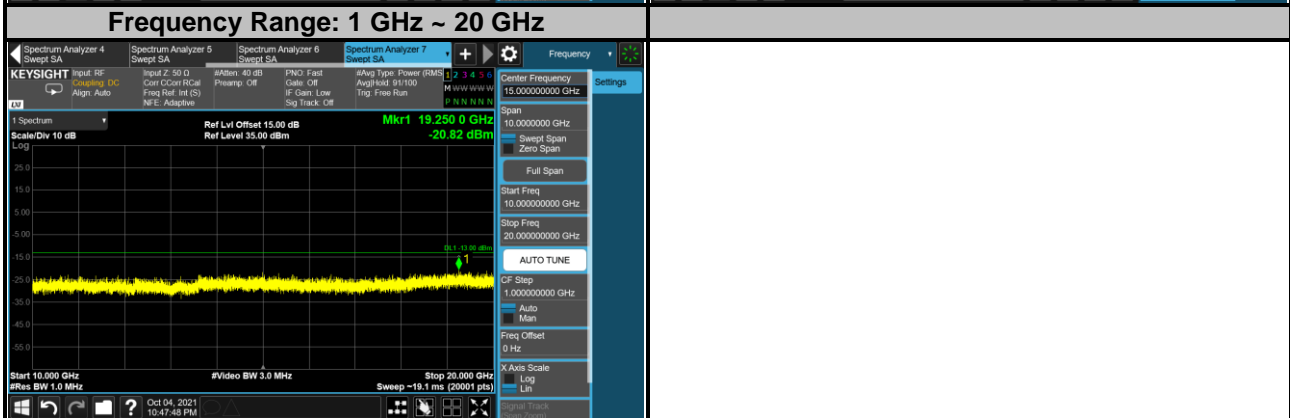 Frequency Range: 1 GHz ~ 20 GHz
Spectrum Analyzer 4
Swept SA
Spectrum Analyzer 5
Swept SA
Spectrum Analyzer 6
Swept SA
Spectrum Analyzer 7
Swept SA
Frequency
KEYSIGHT
Input: RF
Coupling: DC
Align: Auto
Input Z: 50 Ω
Corr CCorr RCal
Freq Ref: Int (S)
NFE: Adaptive
#Atten: 40 dB
Preamp: Off
PNO: Fast
Gate: Off
IF Gain: Low
Sig Track: Off
#Avg Type: Power (RMS
Avg|Hold: 91/100
Trig: Free Run
1 2 3 4 5 6
M W W W W W
P N N N N N
LXI
1 Spectrum
Scale/Div 10 dB
Log
Ref Lvl Offset 15.00 dB
Ref Level 35.00 dBm
Mkr1 19.250 0 GHz
-20.82 dBm
25.0
15.0
5.00
-5.00
-15.0
-25.0
-35.0
-45.0
-55.0
DL1 -13.00 dBm
1
Start 10.000 GHz
#Res BW 1.0 MHz
#Video BW 3.0 MHz
Stop 20.000 GHz
Sweep ~19.1 ms (20001 pts)
Center Frequency
15.000000000 GHz
Settings
Span
10.0000000 GHz
Swept Span
Zero Span
Full Span
Start Freq
10.000000000 GHz
Stop Freq
20.000000000 GHz
AUTO TUNE
CF Step
1.000000000 GHz
Auto
Man
Freq Offset
0 Hz
X Axis Scale
Log
Lin
Signal Track
(Span Zoom)
?
Oct 04, 2021
10:47:48 PM